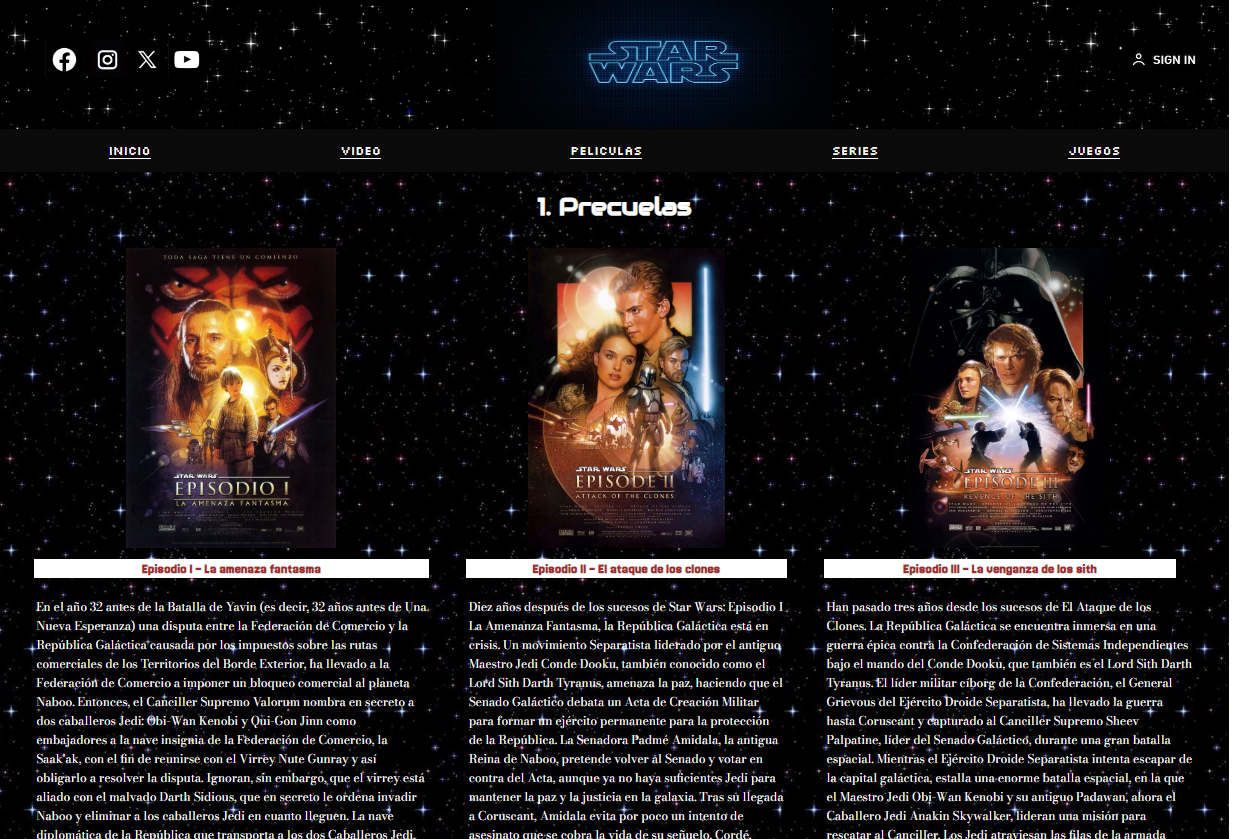 STAR
WARS
SIGN IN
INICIO
VIDEO
PELICULAS
SERIES
JUEGOS
1. Precuelas
TODA SAGA TIENE UN COMIENZO
STAR WARS
EPISODIO I
LA AMENAZA FANTASMA
STAR WARS
EPISODE II
ATTACK OF THE CLONES
STAR WARS
EPISODE III
REVENGE OF THE SITH
Episodio I - La amenaza fantasma
En el año 32 antes de la Batalla de Yavin (es decir, 32 años antes de Una
Nueva Esperanza) una disputa entre la Federación de Comercio y la
República Galáctica causada por los impuestos sobre las rutas
comerciales de los Territorios del Borde Exterior, ha llevado a la
Federación de Comercio a imponer un bloqueo comercial al planeta
Naboo. Entonces, el Canciller Supremo Valorum nombra en secreto a
dos caballeros Jedi: Obi-Wan Kenobi y Qui-Gon Jinn como
embajadores a la nave insignia de la Federación de Comercio, la
Saak'ak, con el fin de reunirse con el Virrey Nute Gunray y así
obligarlo a resolver la disputa. Ignoran, sin embargo, que el virrey está
aliado con el malvado Darth Sidious, que en secreto le ordena invadir
Naboo y eliminar a los caballeros Jedi en cuanto lleguen. La nave
diplomática de la República que transporta a los dos Caballeros Jedi,
Episodio II - El ataque de los clones
Diez años después de los sucesos de Star Wars: Episodio I
La Amenanza Fantasma, la República Galáctica está en
crisis. Un movimiento Separatista liderado por el antiguo
Maestro Jedi Conde Dooku, también conocido como el
Lord Sith Darth Tyranus, amenaza la paz, haciendo que el
Senado Galáctico debata un Acta de Creación Militar
para formar un ejército permanente para la protección
de la República. La Senadora Padmé Amidala, la antigua
Reina de Naboo, pretende volver al Senado y votar en
contra del Acta, aunque ya no haya suficientes Jedi para
mantener la paz y la justicia en la galaxia. Tras su llegada
a Coruscant, Amidala evita por poco un intento de
asesinato que se cobra la vida de su señuelo, Cordé.
Episodio III - La venganza de los sith
Han pasado tres años desde los sucesos de El Ataque de los
Clones. La República Galáctica se encuentra inmersa en una
guerra épica contra la Confederación de Sistemas Independientes
bajo el mando del Conde Dooku, que también es el Lord Sith Darth
Tyranus. El líder militar cíborg de la Confederación, el General
Grievous del Ejército Droide Separatista, ha llevado la guerra
hasta Coruscant y capturado al Canciller Supremo Sheev
Palpatine, líder del Senado Galáctico, durante una gran batalla
espacial. Mientras el Ejército Droide Separatista intenta escapar de
la capital galáctica, estalla una enorme batalla espacial, en la que
el Maestro Jedi Obi-Wan Kenobi y su antiguo Padawan, ahora el
Caballero Jedi Anakin Skywalker, lideran una misión para
rescatar al Canciller. Los Jedi atraviesan las filas de la armada